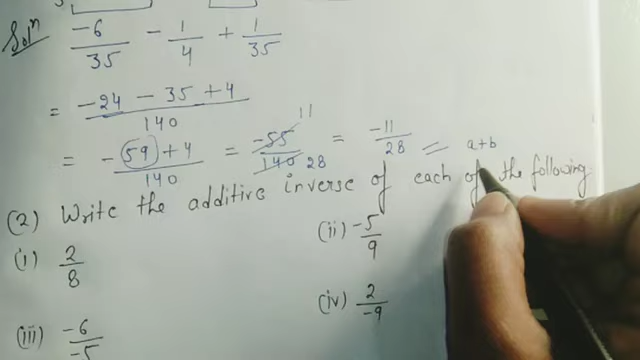 Solⁿ -6/35 - 1/4 + 1/35
= -24 - 35 + 4 / 140
= -59 + 4 / 140 = -55/140 11 28 = -11/28 = a+b
(2) Write the additive inverse of each of the following
(i) 2/8 (ii) -5/9
(iii) -6/-5 (iv) 2/-9